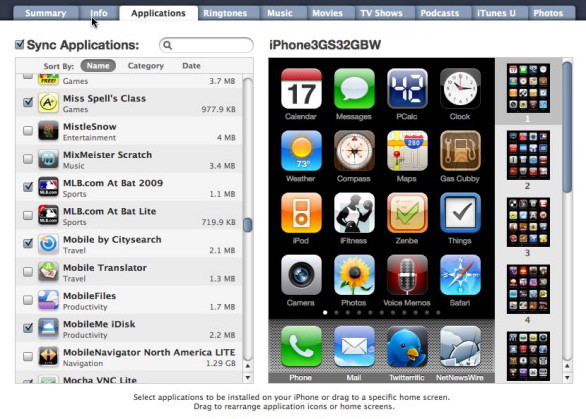 Summary Info Applications Ringtones Music Movies TV Shows Podcasts iTunes U Photos
Sync Applications: iPhone3GS32GBW
Sort By: Name Category Date
FREE!
Games 3.7 MB
A+
Miss Spell's Class
Games 977.9 KB
MistleSnow
Entertainment 4 MB
MixMeister Scratch
Music 3.4 MB
MLB.com At Bat 2009
MLB.com
Sports 1.1 MB
MLB.com At Bat Lite
MLB.com
Sports 719.9 KB
Mobile by Citysearch
Travel 2.1 MB
Mobile Translator
Travel 1.3 MB
MobileFiles
Productivity 1.7 MB
MobileMe iDisk
Productivity 2.2 MB
MobileNavigator North America LITE
Navigation 1.29 GB
Mocha VNC Lite
17 42
Calendar Messages PCalc Clock
73° 280
Weather Compass Maps Gas Cubby
iPod iFitness Zenbe Things
Camera Photos Voice Memos Safari
Phone Mail Twitterrific NetNewsWire
1
2
3
4
Select applications to be installed on your iPhone or drag to a specific home screen.
Drag to rearrange application icons or home screens.